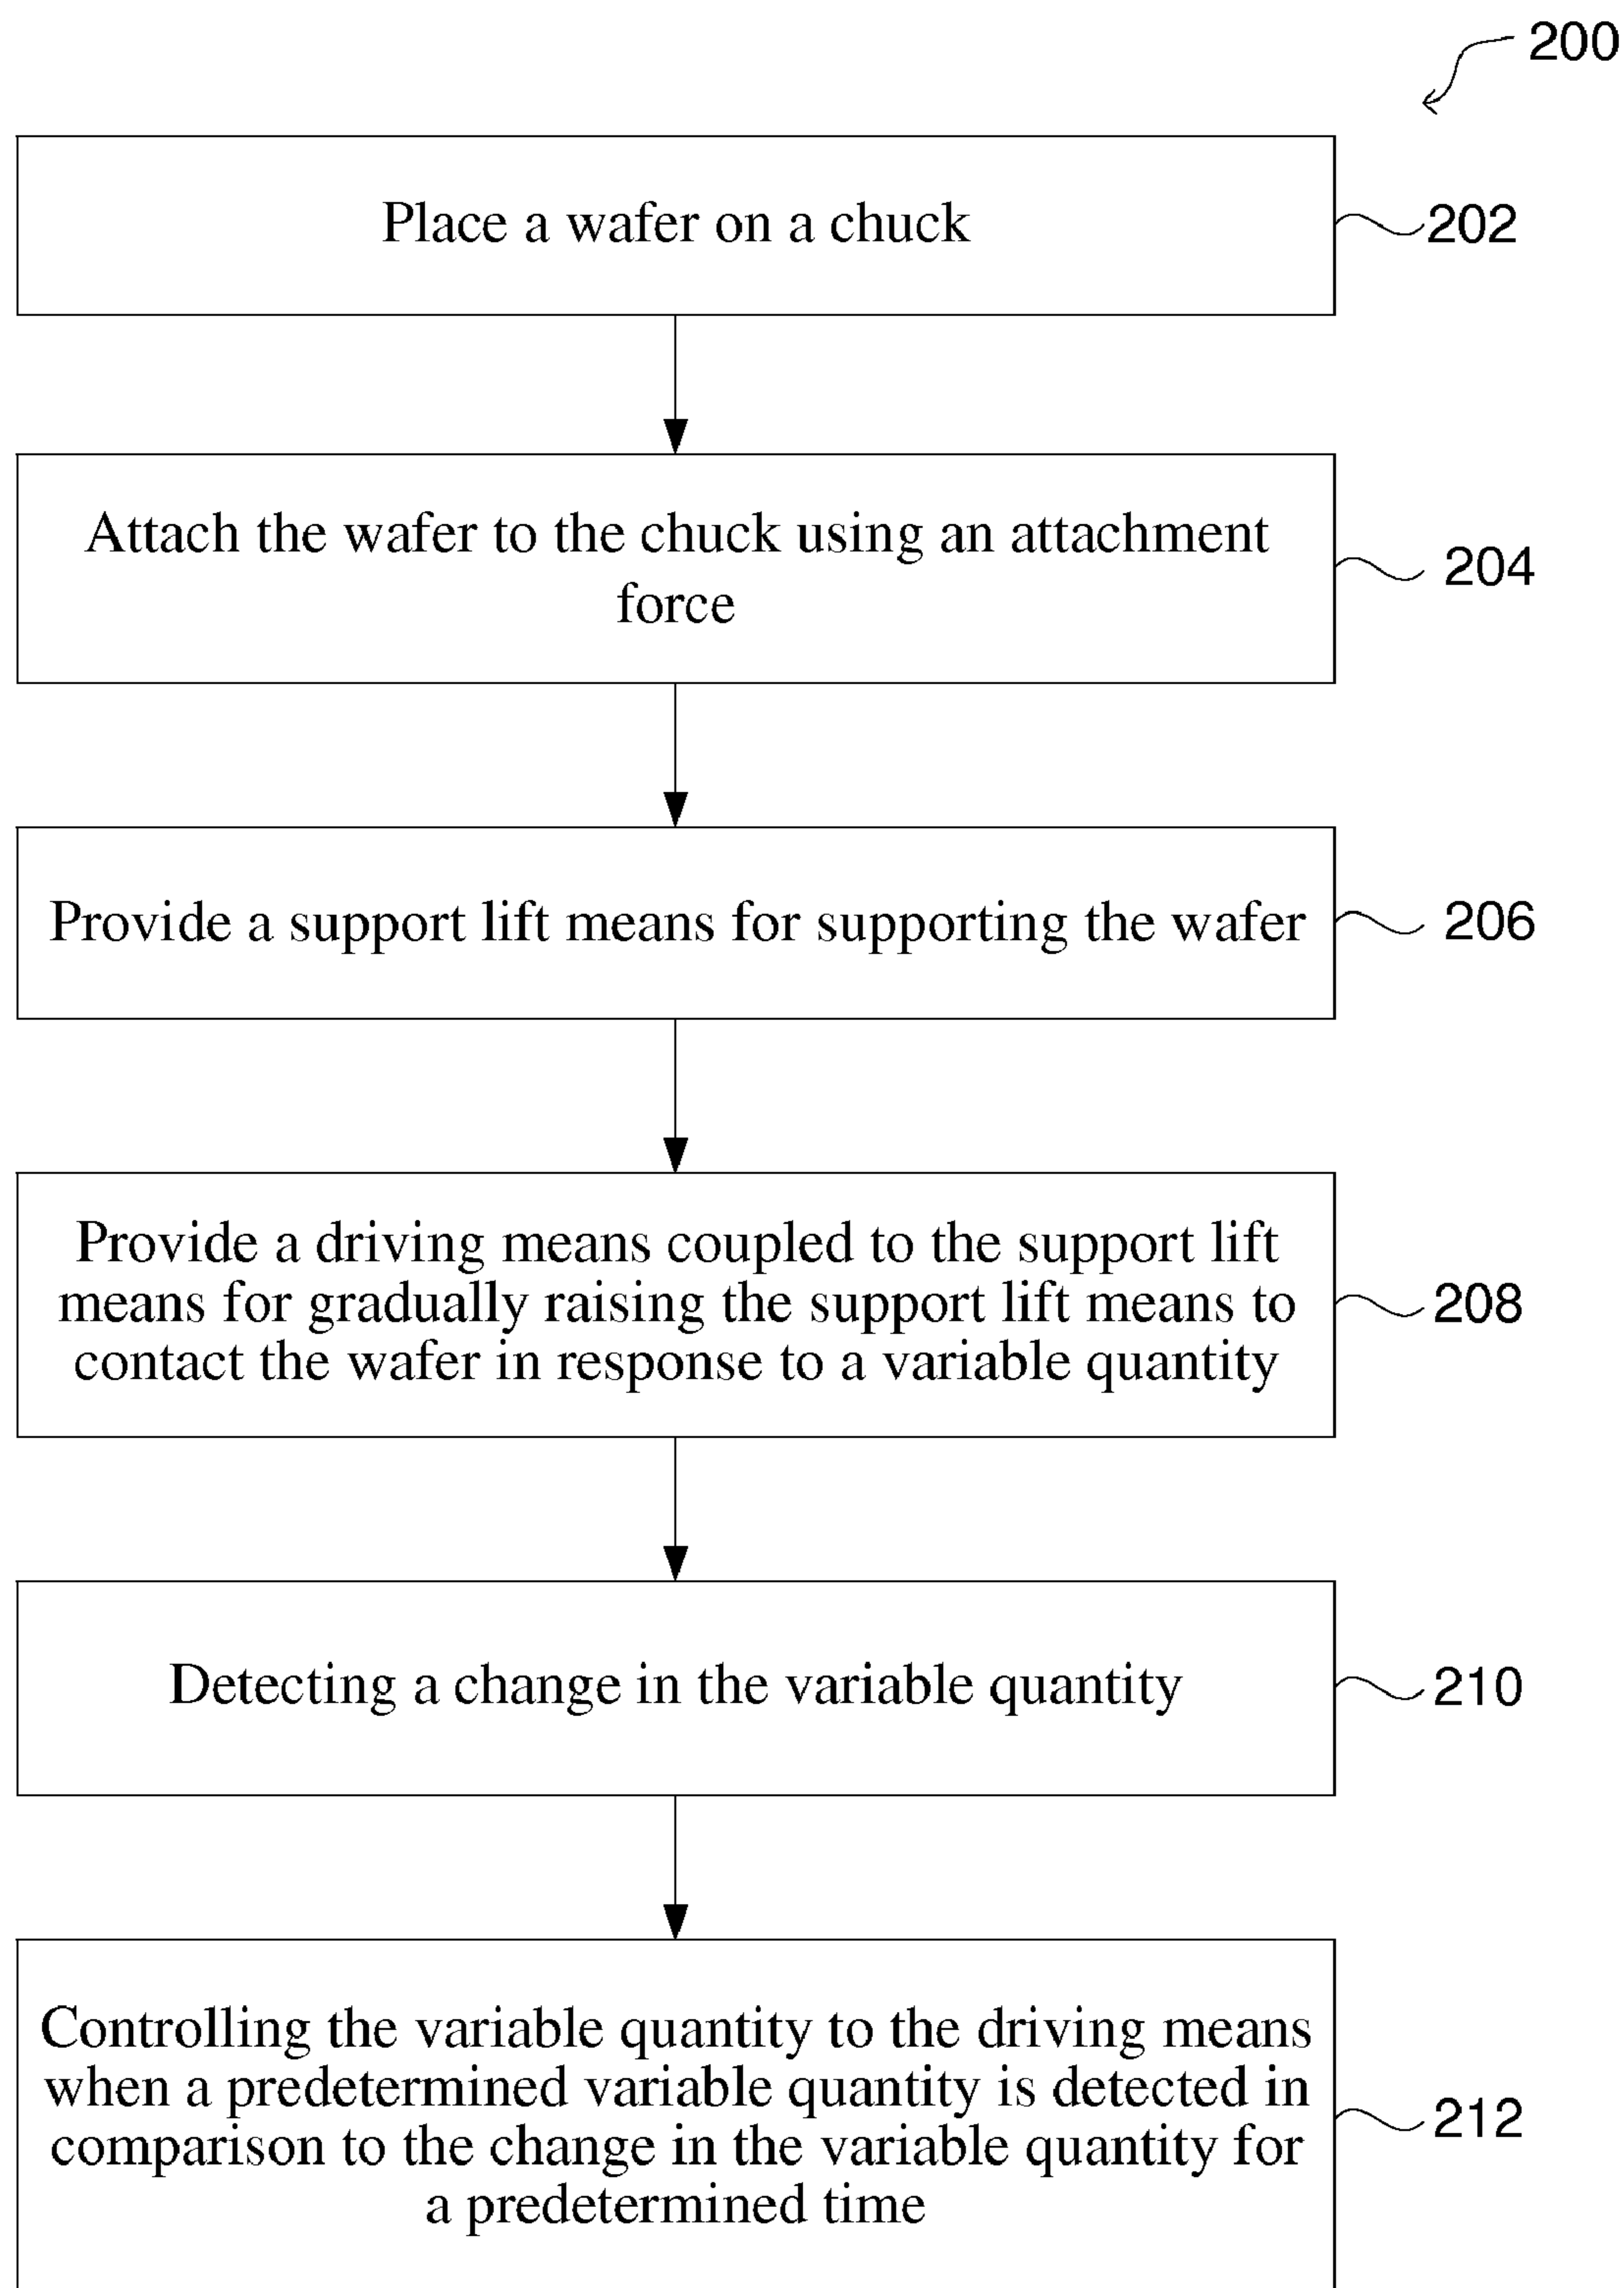 200
Place a wafer on a chuck
202
Attach the wafer to the chuck using an attachment
force
204
Provide a support lift means for supporting the wafer
206
Provide a driving means coupled to the support lift
means for gradually raising the support lift means to
contact the wafer in response to a variable quantity
208
Detecting a change in the variable quantity
210
Controlling the variable quantity to the driving means
when a predetermined variable quantity is detected in
comparison to the change in the variable quantity for
a predetermined time
212